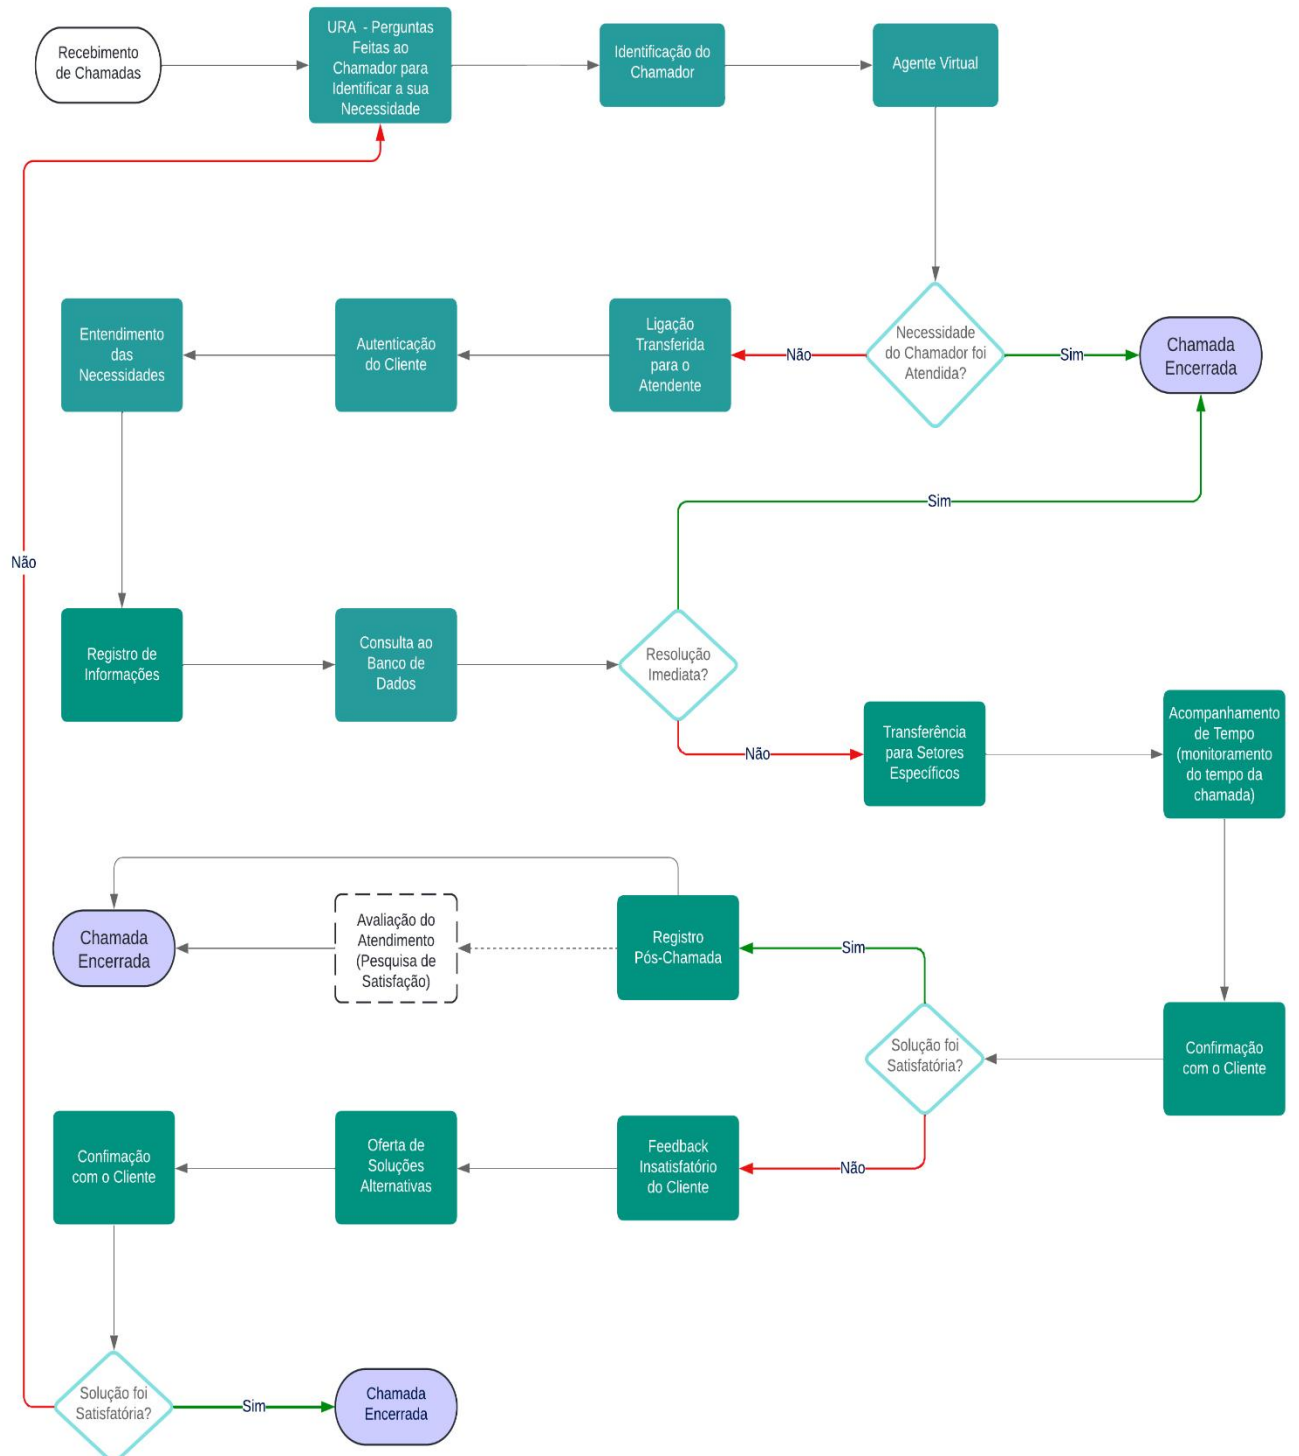 Recebimento
de Chamadas
URA - Perguntas
Feitas ao
Chamador para
Identificar a sua
Necessidade
Identificação do
Chamador
Agente Virtual
Entendimento
das
Necessidades
Autenticação
do Cliente
Ligação
Transferida
para o
Atendente
Não
Necessidade
do Chamador foi
Atendida?
Sim
Chamada
Encerrada
Sim
Não
Registro de
Informações
Consulta ao
Banco de
Dados
Resolução
Imediata?
Não
Transferência
para Setores
Específicos
Acompanhamento
de Tempo
(monitoramento
do tempo da
chamada)
Chamada
Encerrada
Avaliação do
Atendimento
(Pesquisa de
Satisfação)
Registro
Pós-Chamada
Sim
Solução foi
Satisfatória?
Confirmação
com o Cliente
Confimação
com o Cliente
Oferta de
Soluções
Alternativas
Feedback
Insatisfatório
do Cliente
Não
Solução foi
Satisfatória?
Sim
Chamada
Encerrada